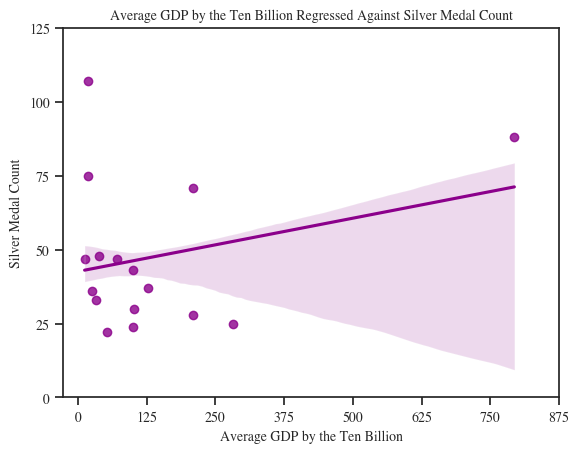 Average GDP by the Ten Billion Regressed Against Silver Medal Count
125
100
75
50
25
0
Silver Medal Count
0 125 250 375 500 625 750 875
Average GDP by the Ten Billion